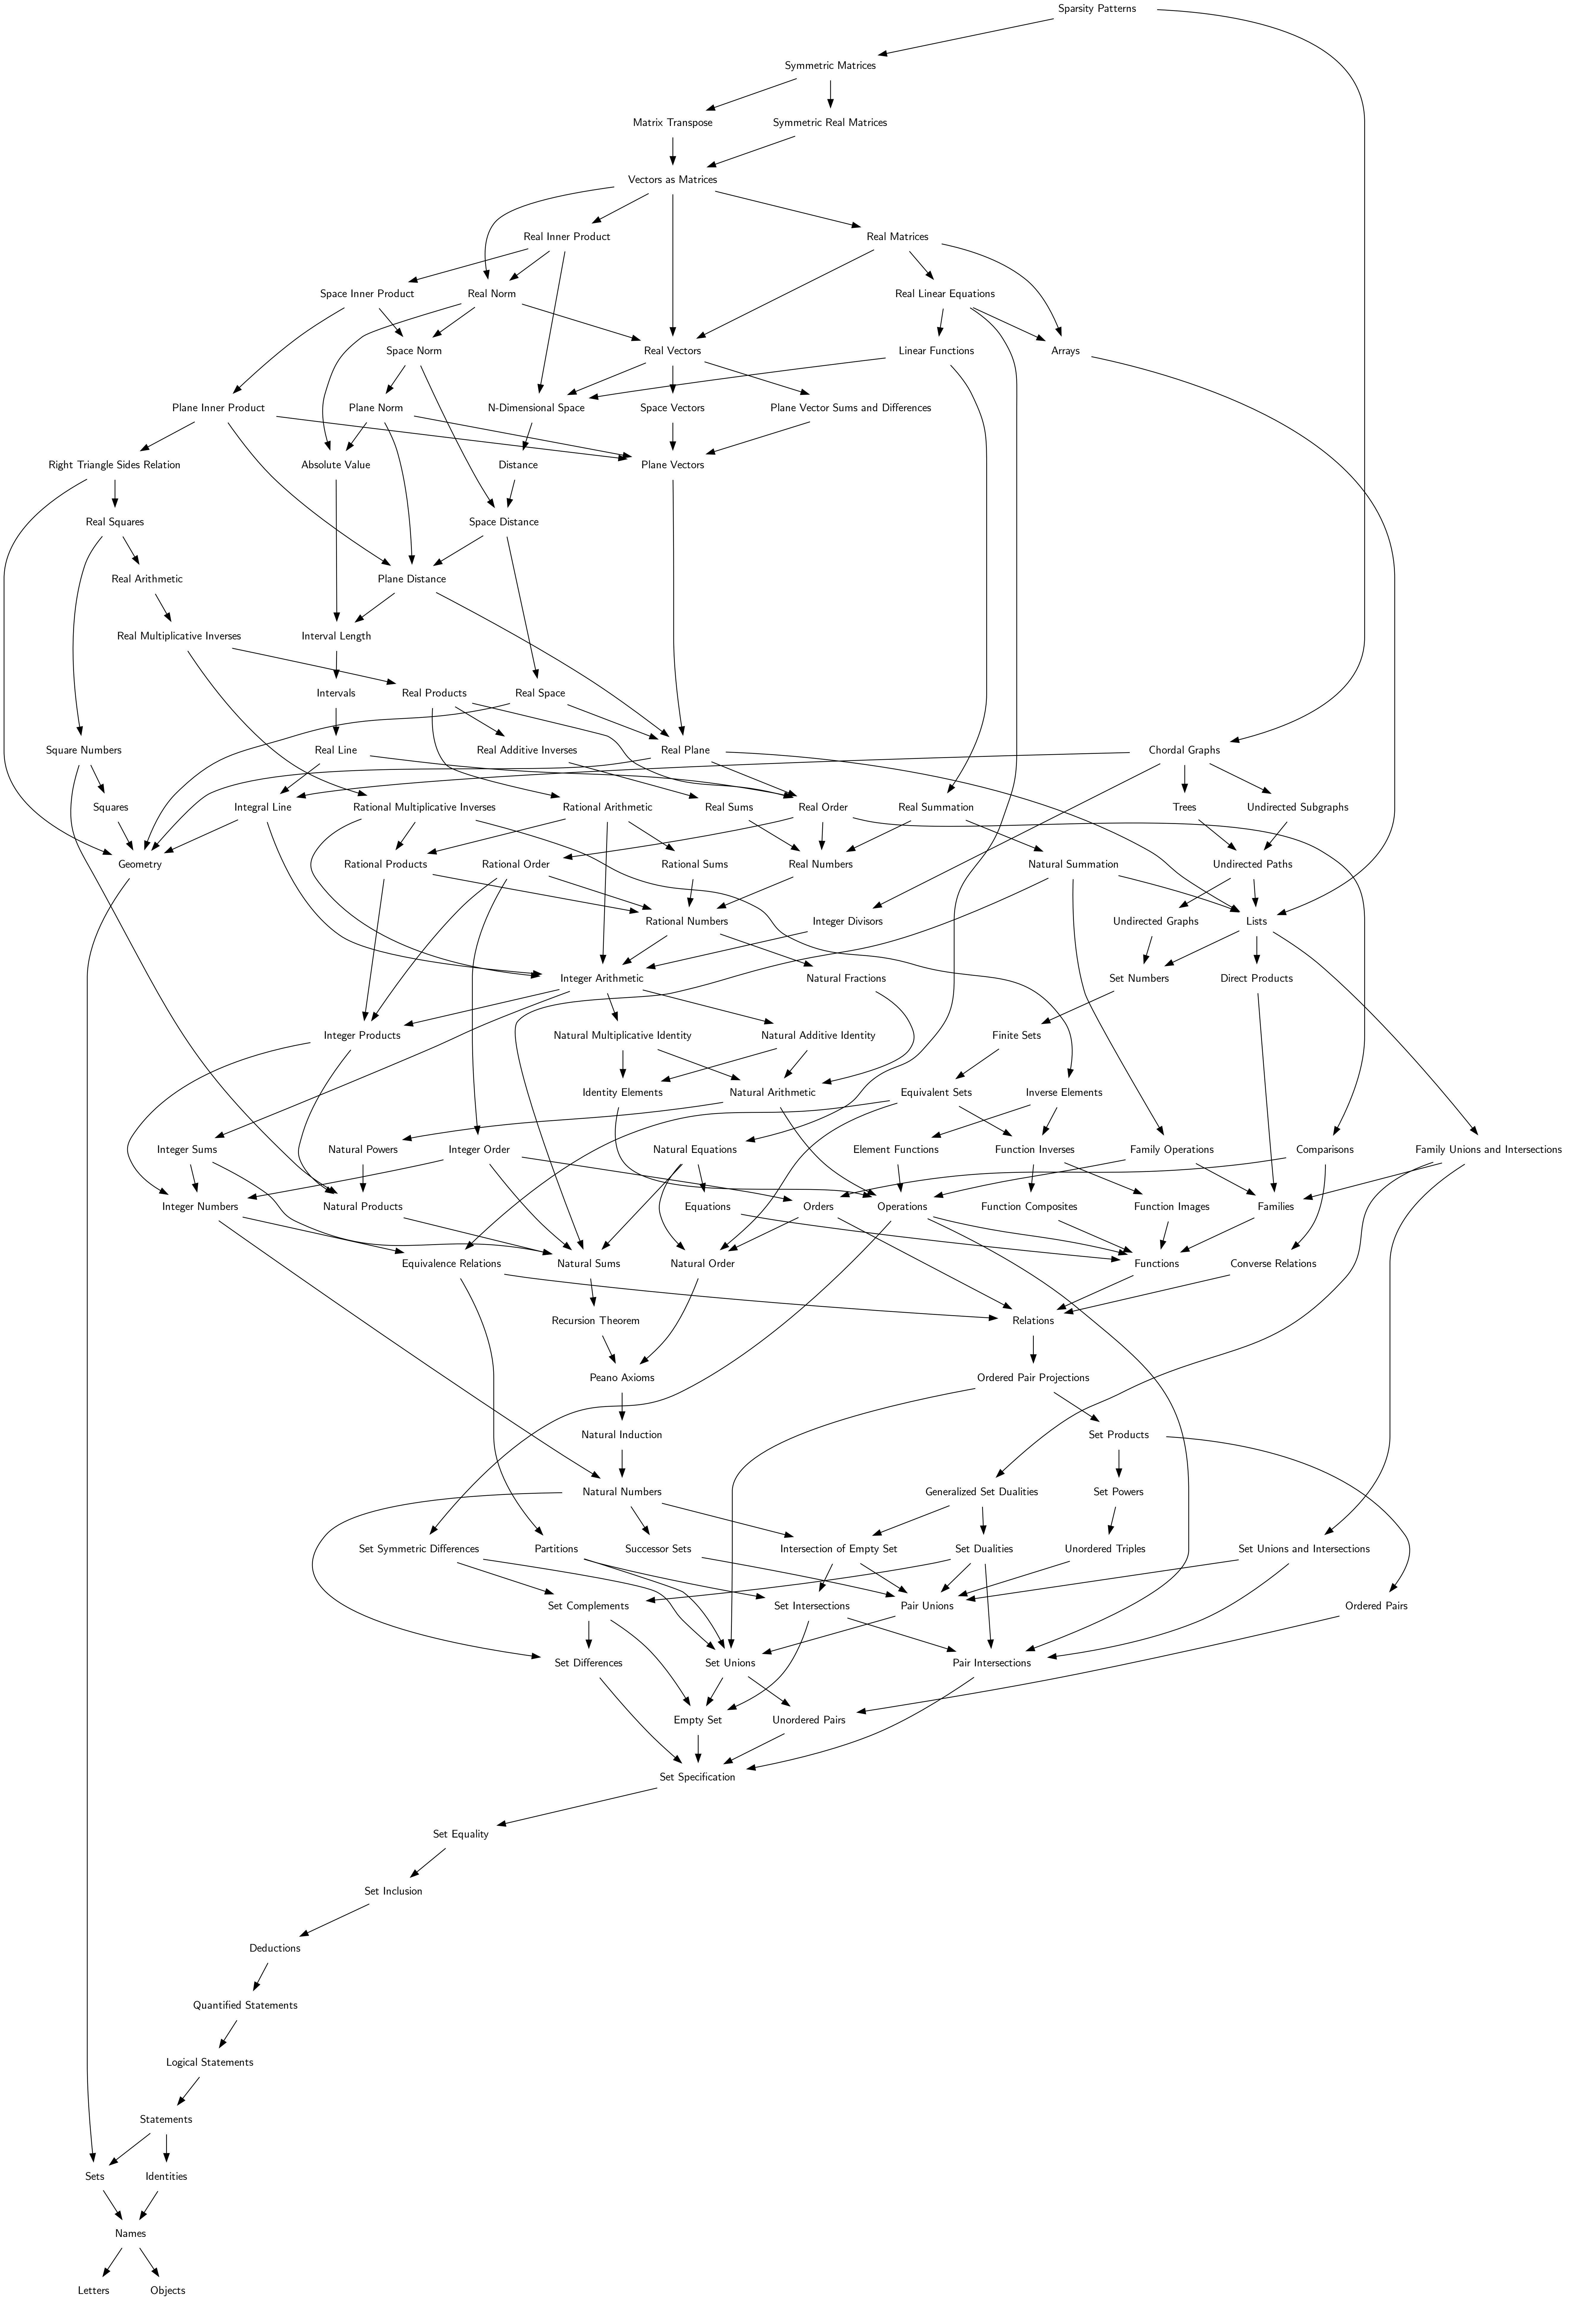 Sparsity Patterns
Symmetric Matrices
Matrix Transpose
Symmetric Real Matrices
Vectors as Matrices
Real Inner Product
Real Matrices
Space Inner Product
Real Norm
Real Linear Equations
Space Norm
Real Vectors
Linear Functions
Arrays
Plane Inner Product
Plane Norm
N-Dimensional Space
Space Vectors
Plane Vector Sums and Differences
Right Triangle Sides Relation
Absolute Value
Distance
Plane Vectors
Real Squares
Space Distance
Real Arithmetic
Plane Distance
Real Multiplicative Inverses
Interval Length
Intervals
Real Products
Real Space
Square Numbers
Real Line
Real Additive Inverses
Real Plane
Chordal Graphs
Squares
Integral Line
Rational Multiplicative Inverses
Rational Arithmetic
Real Sums
Real Order
Real Summation
Trees
Undirected Subgraphs
Geometry
Rational Products
Rational Order
Rational Sums
Real Numbers
Natural Summation
Undirected Paths
Rational Numbers
Integer Divisors
Undirected Graphs
Lists
Integer Arithmetic
Natural Fractions
Set Numbers
Direct Products
Integer Products
Natural Multiplicative Identity
Natural Additive Identity
Finite Sets
Identity Elements
Natural Arithmetic
Equivalent Sets
Inverse Elements
Integer Sums
Natural Powers
Integer Order
Natural Equations
Element Functions
Function Inverses
Family Operations
Comparisons
Family Unions and Intersections
Integer Numbers
Natural Products
Equations
Orders
Operations
Function Composites
Function Images
Families
Equivalence Relations
Natural Sums
Natural Order
Functions
Converse Relations
Recursion Theorem
Relations
Peano Axioms
Ordered Pair Projections
Natural Induction
Set Products
Natural Numbers
Generalized Set Dualities
Set Powers
Set Symmetric Differences
Partitions
Successor Sets
Intersection of Empty Set
Set Dualities
Unordered Triples
Set Unions and Intersections
Set Complements
Set Intersections
Pair Unions
Ordered Pairs
Set Differences
Set Unions
Pair Intersections
Empty Set
Unordered Pairs
Set Specification
Set Equality
Set Inclusion
Deductions
Quantified Statements
Logical Statements
Statements
Sets
Identities
Names
Letters
Objects